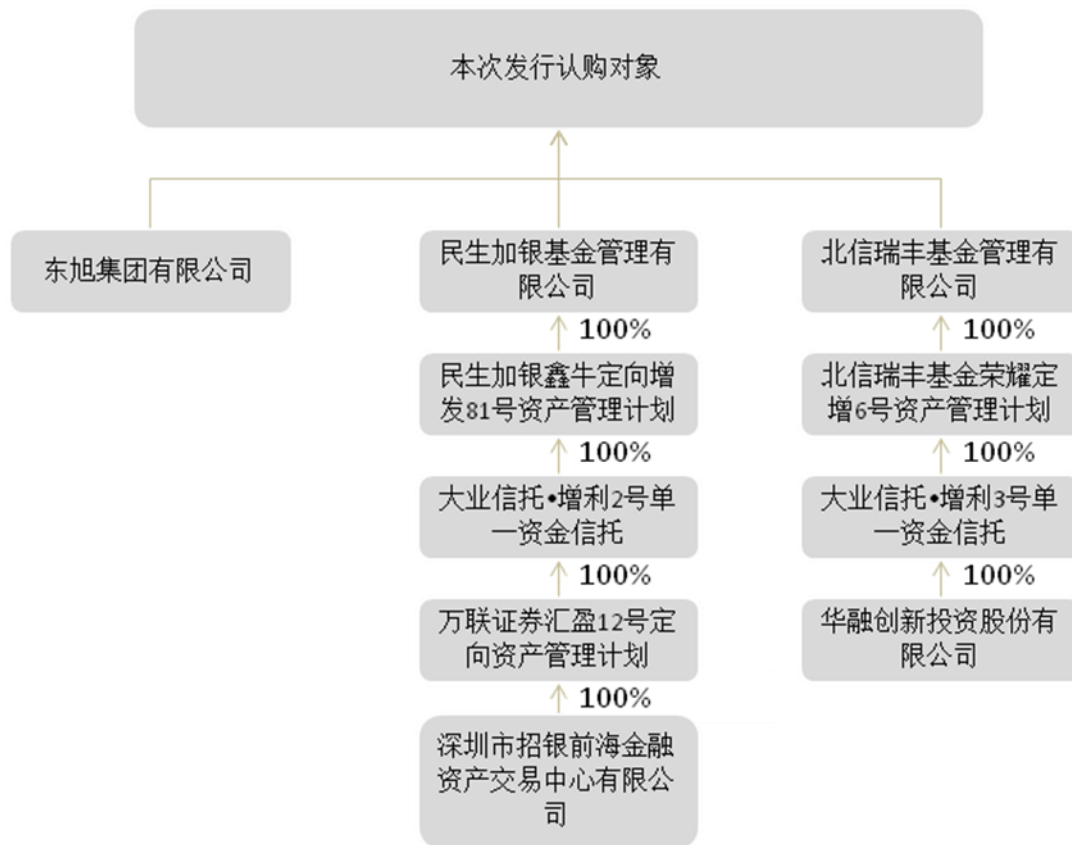 本次发行认购对象
东旭集团有限公司
民生加银基金管理有
限公司
北信瑞丰基金管理有
限公司
100%
100%
民生加银鑫牛定向增
发81号资产管理计划
北信瑞丰基金荣耀定
增6号资产管理计划
100%
100%
大业信托•增利2号单
一资金信托
大业信托•增利3号单
一资金信托
100%
100%
万联证券汇盈12号定
向资产管理计划
华融创新投资股份有
限公司
100%
深圳市招银前海金融
资产交易中心有限公
司